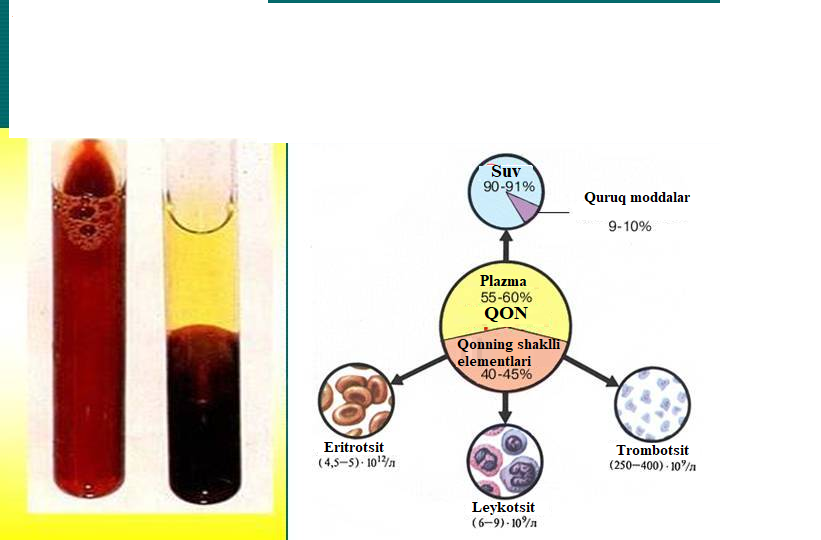 Suv
90-91%
Quruq moddalar
9-10%
Plazma
55-60%
QON
Qonning shaklli
elementlari
40-45%
Eritrotsit
(4,5—5)·10¹²/л
Leykotsit
(6—9)·10⁹/л
Trombotsit
(250—400)·10⁹/л